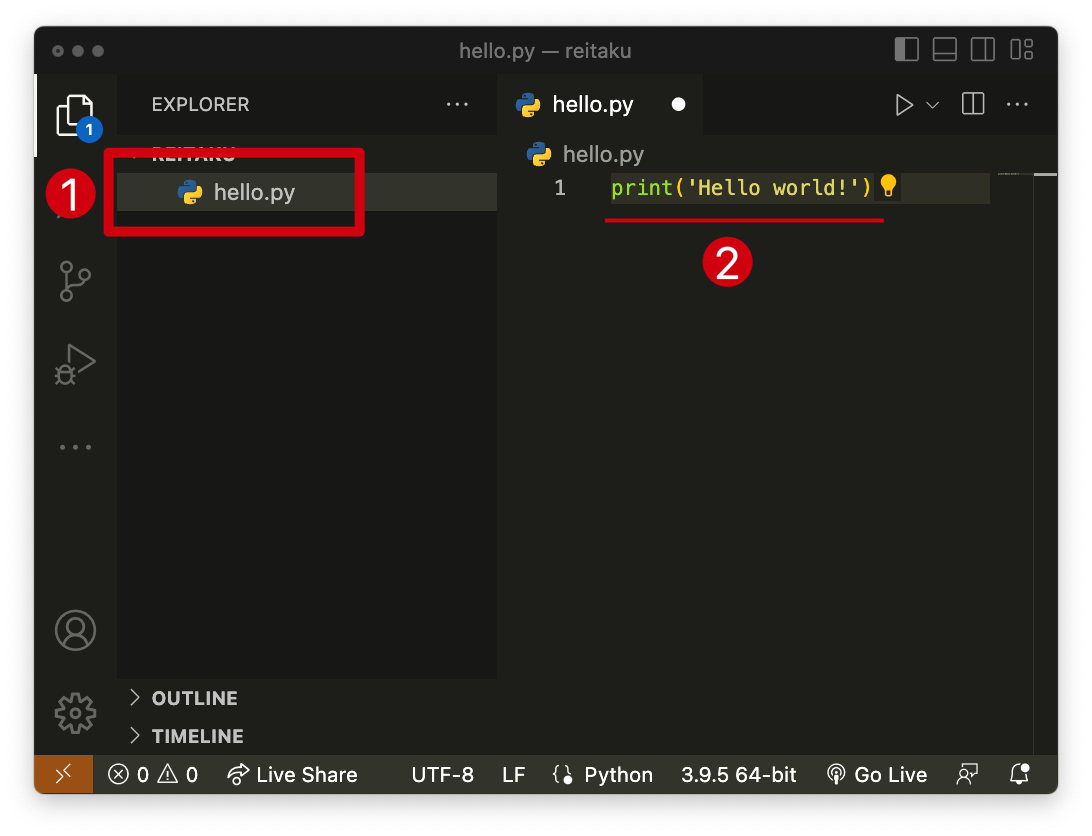 hello.py — reitaku
EXPLORER
1
REITAKU
1
hello.py
hello.py
hello.py
1 print('Hello world!')
2
OUTLINE
TIMELINE
0 0 Live Share UTF-8 LF Python 3.9.5 64-bit Go Live